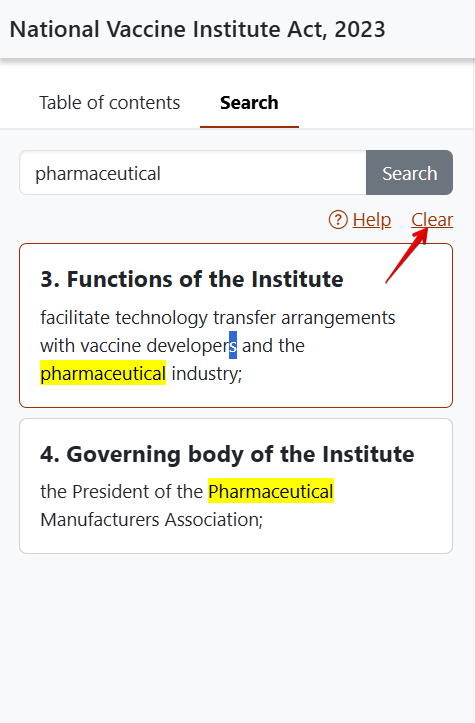 National Vaccine Institute Act, 2023
Table of contents
Search
pharmaceutical
Search
Help
Clear
3. Functions of the Institute
facilitate technology transfer arrangements
with vaccine developers and the
pharmaceutical industry;
4. Governing body of the Institute
the President of the Pharmaceutical
Manufacturers Association;